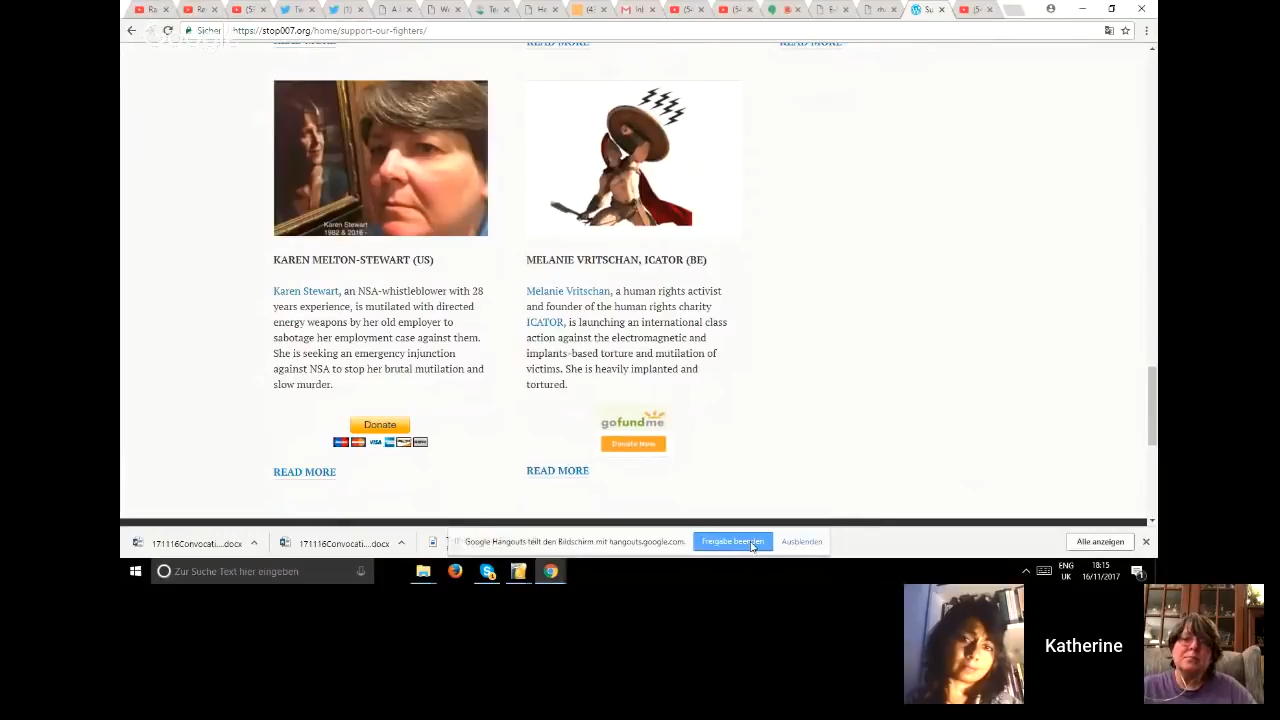 Sicher
https://stop007.org/home/support-our-fighters/
READ MORE
READ MORE
READ MORE
Karen Stewart
1982 & 2016 -
KAREN MELTON-STEWART (US)
Karen Stewart, an NSA-whistleblower with 28
years experience, is mutilated with directed
energy weapons by her old employer to
sabotage her employment case against them.
She is seeking an emergency injunction
against NSA to stop her brutal mutilation and
slow murder.
Donate
VISA
READ MORE
MELANIE VRITSCHAN, ICATOR (BE)
Melanie Vritschan, a human rights activist
and founder of the human rights charity
ICATOR, is launching an international class
action against the electromagnetic and
implants-based torture and mutilation of
victims. She is heavily implanted and
tortured.
gofundme
Donate Now
READ MORE
171116Convocati....docx
171116Convocati....docx
Google Hangouts teilt den Bildschirm mit hangouts.google.com.
Freigabe beenden
Ausblenden
Alle anzeigen
Zur Suche Text hier eingeben
ENG
UK
18:15
16/11/2017
Katherine